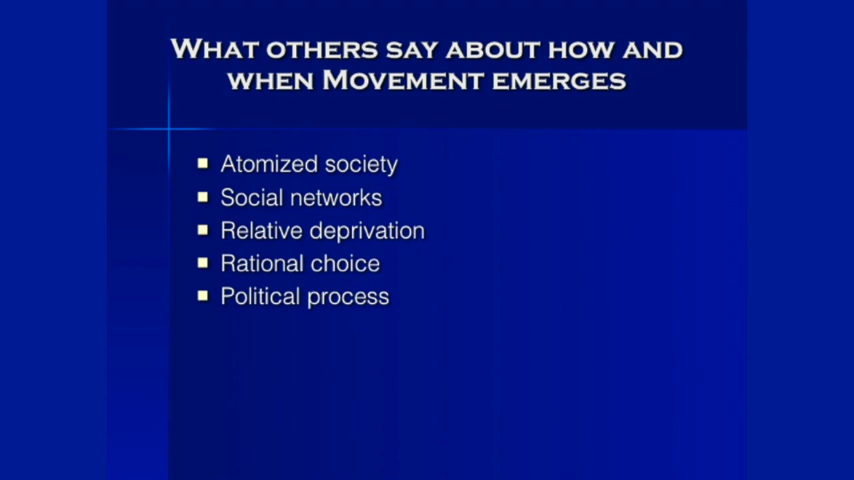 WHAT OTHERS SAY ABOUT HOW AND
WHEN MOVEMENT EMERGES
Atomized society
Social networks
Relative deprivation
Rational choice
Political process